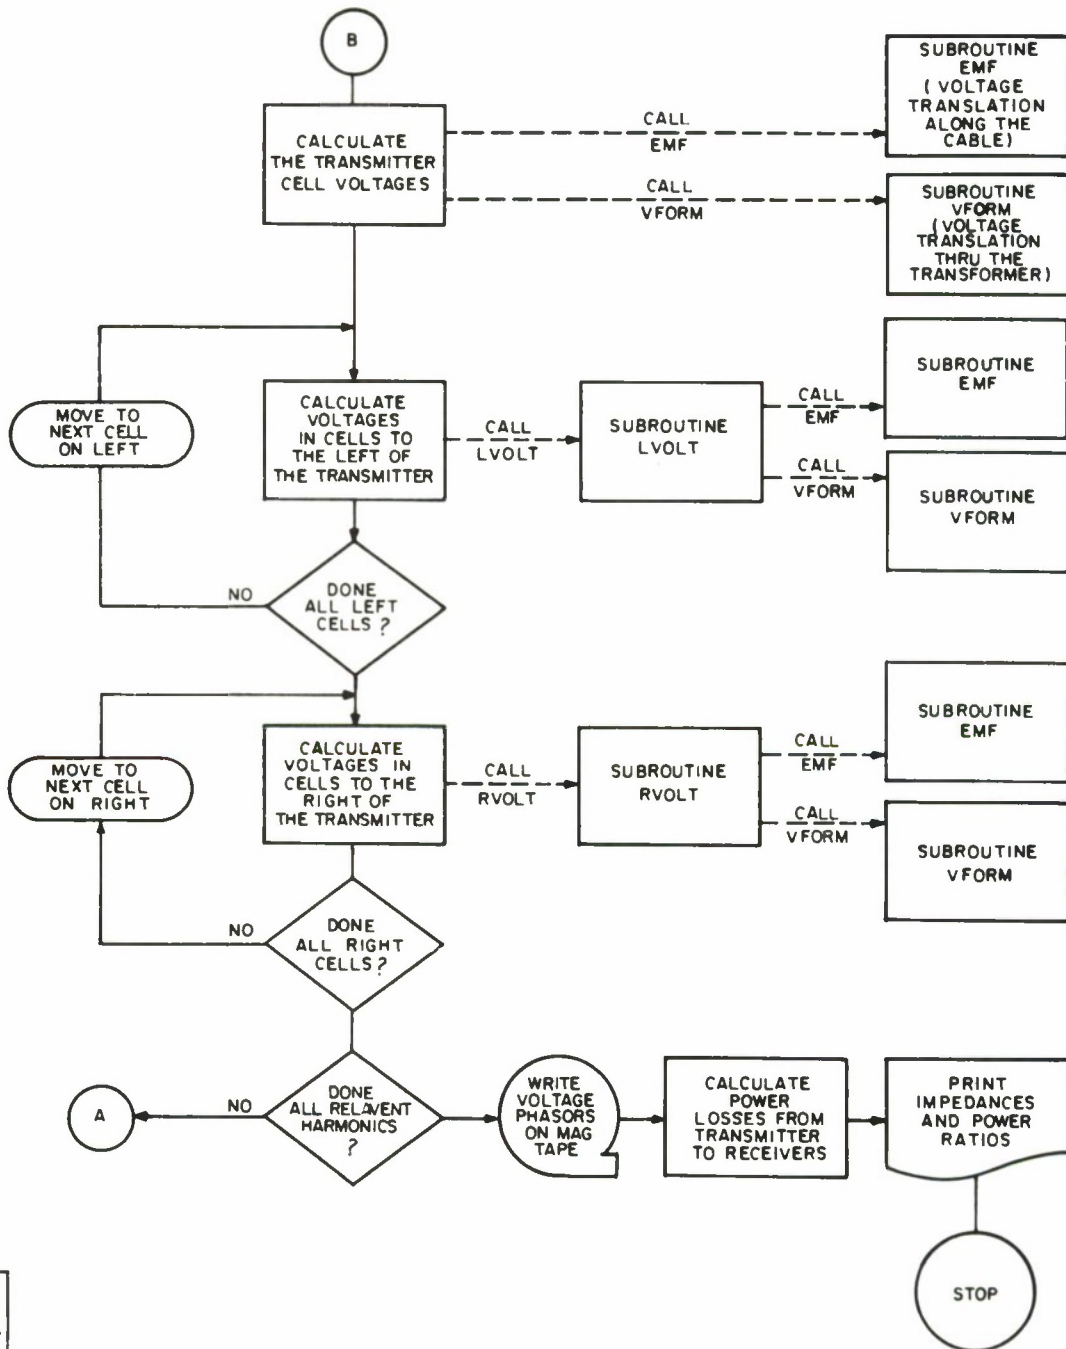 B
CALCULATE
THE TRANSMITTER
CELL VOLTAGES
CALL
EMF
SUBROUTINE
EMF
( VOLTAGE
TRANSLATION
ALONG THE
CABLE)
CALL
VFORM
SUBROUTINE
VFORM
(VOLTAGE
TRANSLATION
THRU THE
TRANSFORMER)
MOVE TO
NEXT CELL
ON LEFT
CALCULATE
VOLTAGES
IN CELLS TO
THE LEFT OF
THE TRANSMITTER
CALL
LVOLT
SUBROUTINE
LVOLT
CALL
EMF
SUBROUTINE
EMF
CALL
VFORM
SUBROUTINE
VFORM
NO
DONE
ALL LEFT
CELLS?
MOVE TO
NEXT CELL
ON RIGHT
CALCULATE
VOLTAGES IN
CELLS TO THE
RIGHT OF
THE TRANSMITTER
CALL
RVOLT
SUBROUTINE
RVOLT
CALL
EMF
SUBROUTINE
EMF
CALL
VFORM
SUBROUTINE
VFORM
NO
DONE
ALL RIGHT
CELLS?
A
NO
DONE
ALL RELAVENT
HARMONICS
?
WRITE
VOLTAGE
PHASORS
ON MAG
TAPE
CALCULATE
POWER
LOSSES FROM
TRANSMITTER
TO RECEIVERS
PRINT
IMPEDANCES
AND POWER
RATIOS
STOP